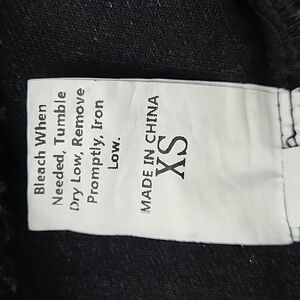 Bleach When
Needed, Tumble
Dry Low, Remove
Promptly, Iron
Low.
MADE IN CHINA
XS